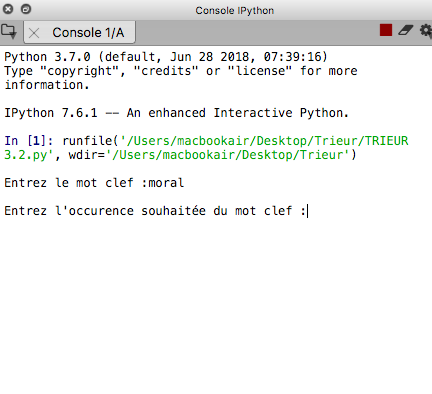 Console IPython
Console 1/A
Python 3.7.0 (default, Jun 28 2018, 07:39:16)
Type "copyright", "credits" or "license" for more
information.
IPython 7.6.1 -- An enhanced Interactive Python.
In [1]: runfile('/Users/macbookair/Desktop/Trieur/TRIEUR
3.2.py', wdir='/Users/macbookair/Desktop/Trieur')
Entrez le mot clef :moral
Entrez l'occurence souhaitée du mot clef :